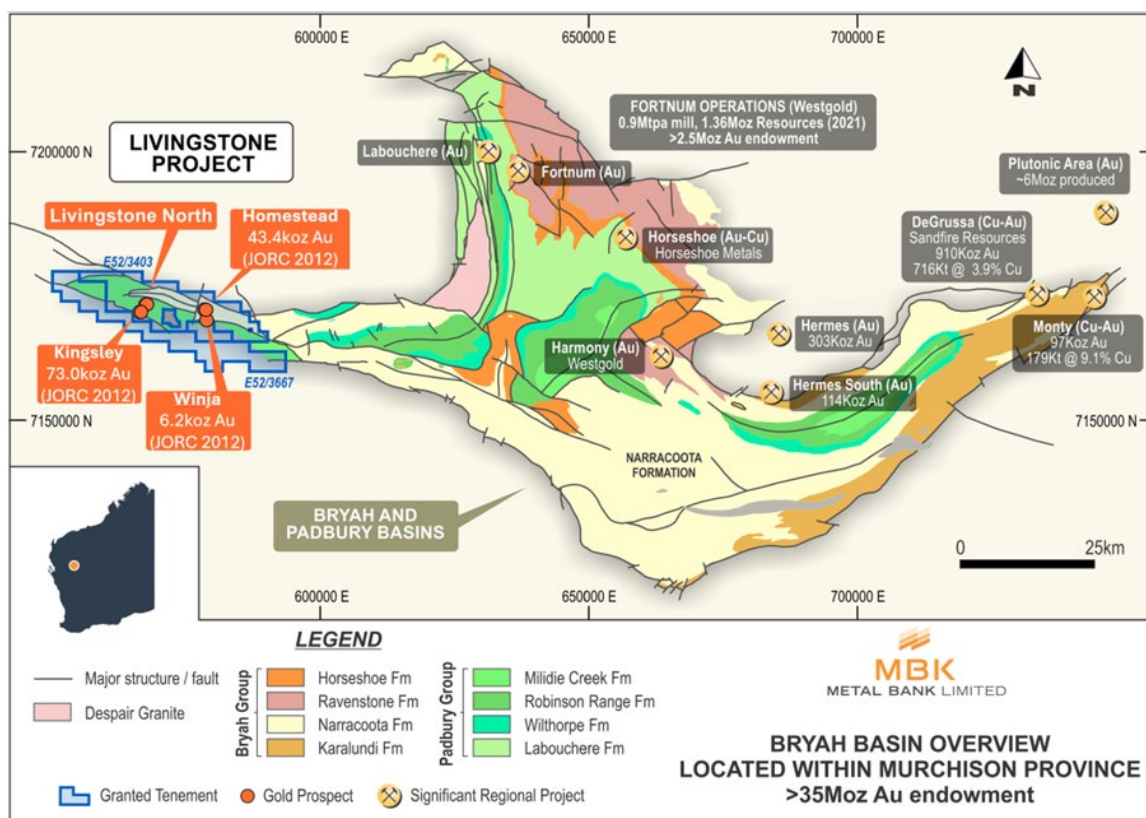 600000 E
650000 E
700000 E
N
FORTNUM OPERATIONS (Westgold)
0.9Mtpa mill, 1.36Moz Resources (2021)
>2.5Moz Au endowment
LIVINGSTONE
PROJECT
7200000 N
Labouchere (Au)
Fortnum (Au)
Plutonic Area (Au)
~6Moz produced
7200000 N
Livingstone North
Homestead
43.4koz Au
(JORC 2012)
E52/3403
Horseshoe (Au-Cu)
Horseshoe Metals
DeGrussa (Cu-Au)
Sandfire Resources
910Koz Au
716Kt @ 3.9% Cu
Kingsley
73.0koz Au
(JORC 2012)
Winja
6.2koz Au
(JORC 2012)
E52/3667
Harmony (Au)
Westgold
Hermes (Au)
303Koz Au
Monty (Cu-Au)
97Koz Au
179Kt @ 9.1% Cu
Hermes South (Au)
114Koz Au
7150000 N
7150000 N
NARRACOOTA
FORMATION
BRYAH AND
PADBURY BASINS
0
25km
600000 E
650000 E
700000 E
LEGEND
Major structure / fault
Despair Granite
Bryah Group
Horseshoe Fm
Ravenstone Fm
Narracoota Fm
Karalundi Fm
Padbury Group
Milidie Creek Fm
Robinson Range Fm
Wilthorpe Fm
Labouchere Fm
Granted Tenement
Gold Prospect
Significant Regional Project
MBK
METAL BANK LIMITED
BRYAH BASIN OVERVIEW
LOCATED WITHIN MURCHISON PROVINCE
>35Moz Au endowment